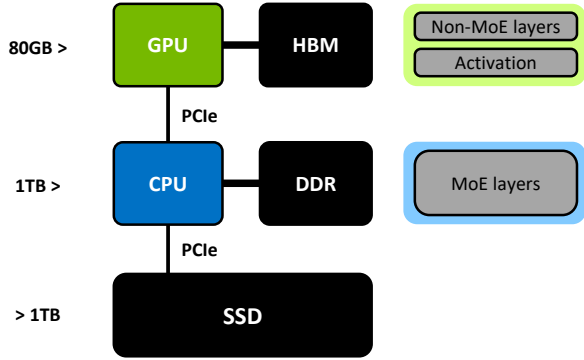 80GB >
GPU
HBM
Non-MoE layers
Activation
PCIe
1TB >
CPU
DDR
MoE layers
PCIe
> 1TB
SSD